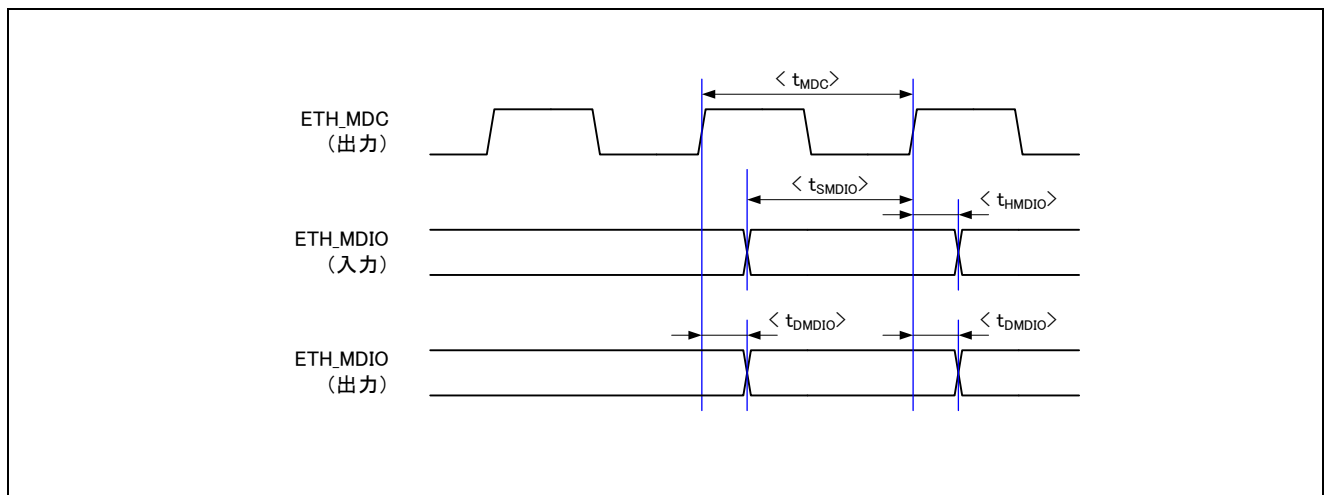 < tMDC>
ETH_MDC
（出力）
< tSMDIO>
< tHMDIO>
ETH_MDIO
（入力）
< tDMDIO>
< tDMDIO>
ETH_MDIO
（出力）